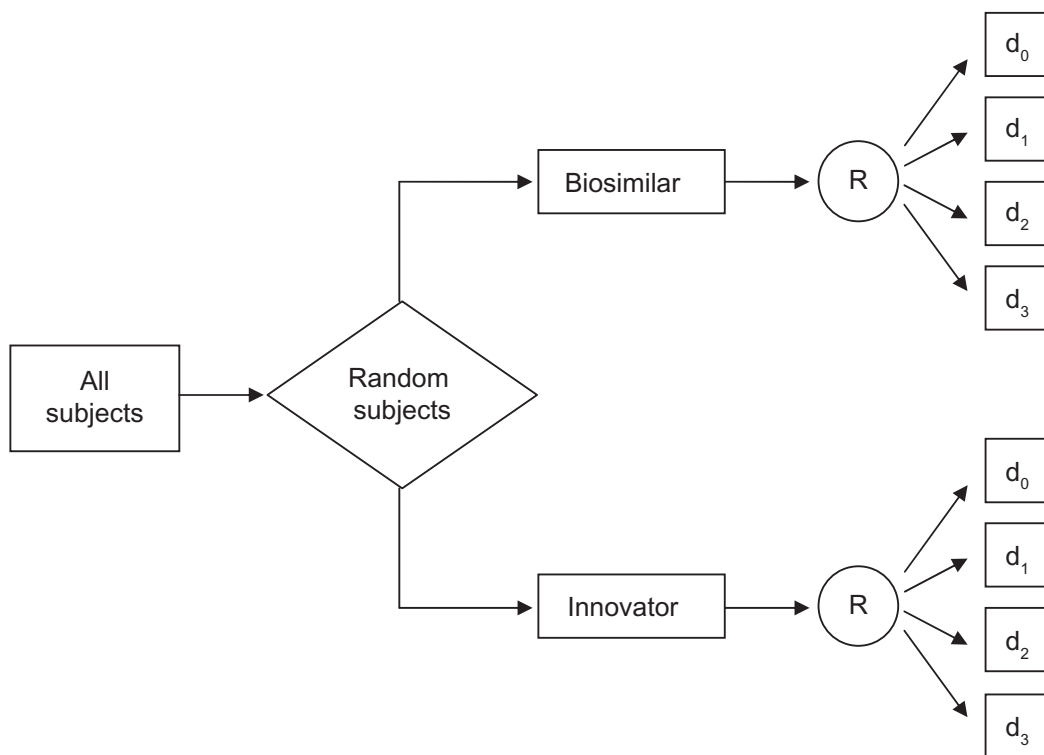 d₀
d₁
Biosimilar
R
d₂
d₃
All
subjects
Random
subjects
d₀
d₁
Innovator
R
d₂
d₃